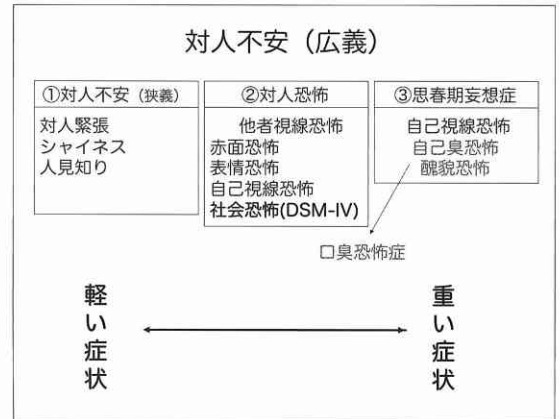 対人不安（広義）
①対人不安（狭義）
対人緊張
シャイネス
人見知り
②対人恐怖
他者視線恐怖
赤面恐怖
表情恐怖
自己視線恐怖
社会恐怖(DSM-IV)
③思春期妄想症
自己視線恐怖
自己臭恐怖
醜貌恐怖
口臭恐怖症
軽い症状
重い症状